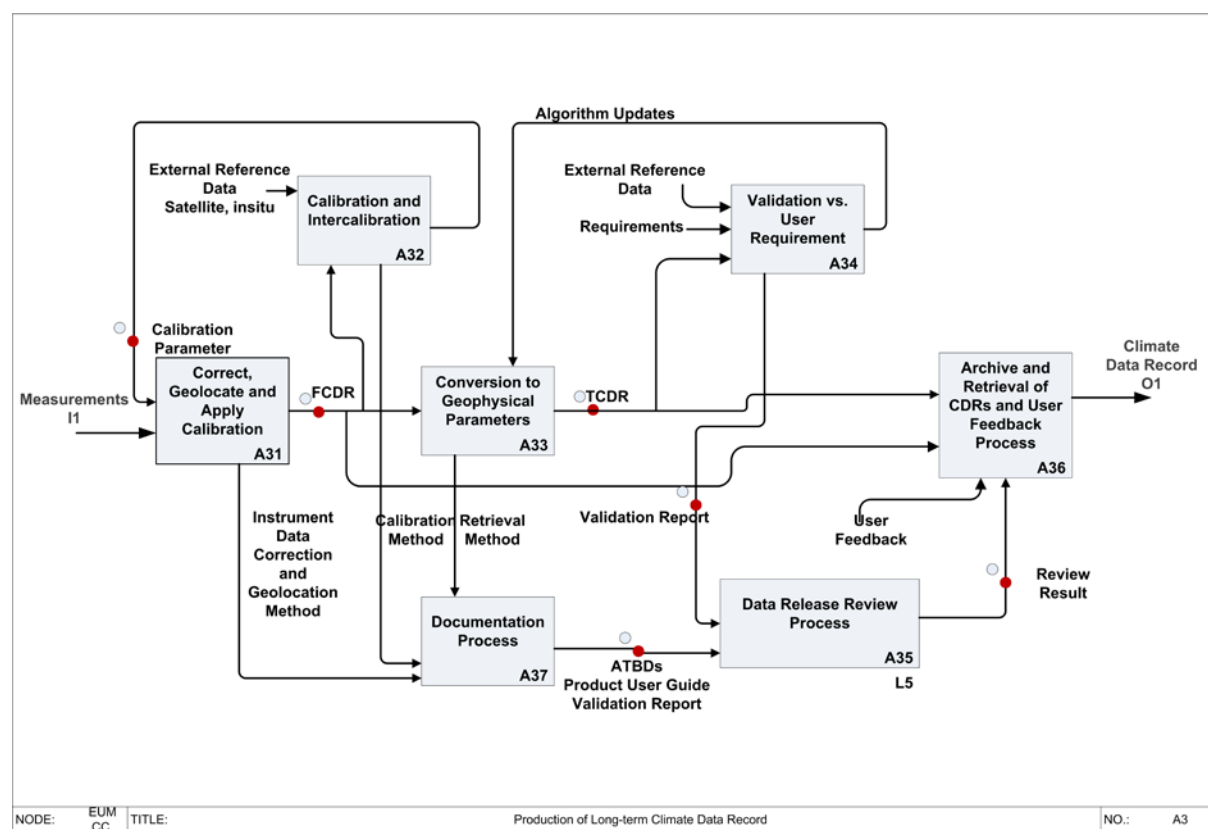 Algorithm Updates
External Reference
Data
Satellite, insitu
Calibration and
Intercalibration
A32
External Reference
Data
Requirements
Validation vs.
User
Requirement
A34
Calibration
Parameter
Measurements
I1
Correct,
Geolocate and
Apply
Calibration
A31
FCDR
Conversion to
Geophysical
Parameters
A33
TCDR
Archive and
Retrieval of
CDRs and User
Feedback
Process
A36
Climate
Data Record
O1
Instrument
Data
Correction
and
Geolocation
Method
Calibration
Method
Retrieval
Method
Validation Report
User
Feedback
Review
Result
Documentation
Process
A37
ATBDs
Product User Guide
Validation Report
Data Release Review
Process
A35
L5
NODE: EUM
CC
TITLE: Production of Long-term Climate Data Record
NO.: A3